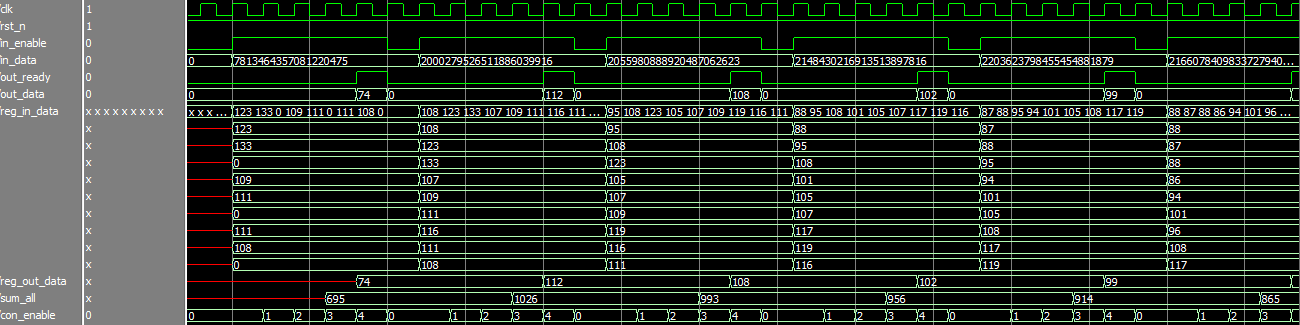 /clk 1
/rst_n 1
/in_enable 0
/in_data 0 0 7813464357081220475 2000279526511886039916 2055980888920487062623 2148430216913513897816 2203623798455454881879 2166078409833727940...
/out_ready 0
/out_data 0 0 74 0 112 0 108 0 102 0 99 0
/reg_in_data x x x x x x x x x x x x ... 123 133 0 109 111 0 111 108 0 108 123 133 107 109 111 116 111 ... 95 108 123 105 107 109 119 116 111 88 95 108 101 105 107 117 119 116 87 88 95 94 101 105 108 117 119 88 87 88 86 94 101 96 ...
x 123 108 95 88 87 88
x 133 123 108 95 88 87
x 0 133 123 108 95 88
x 109 107 105 101 94 86
x 111 109 107 105 101 94
x 0 111 109 107 105 101
x 111 116 119 117 108 96
x 108 111 116 119 117 108
x 0 108 111 116 119 117
/reg_out_data x 74 112 108 102 99
/sum_all x 695 1026 993 956 914 865
/con_enable 0 0 1 2 3 4 0 1 2 3 4 0 1 2 3 4 0 1 2 3 4 0 1 2 3 4 0 1 2 3